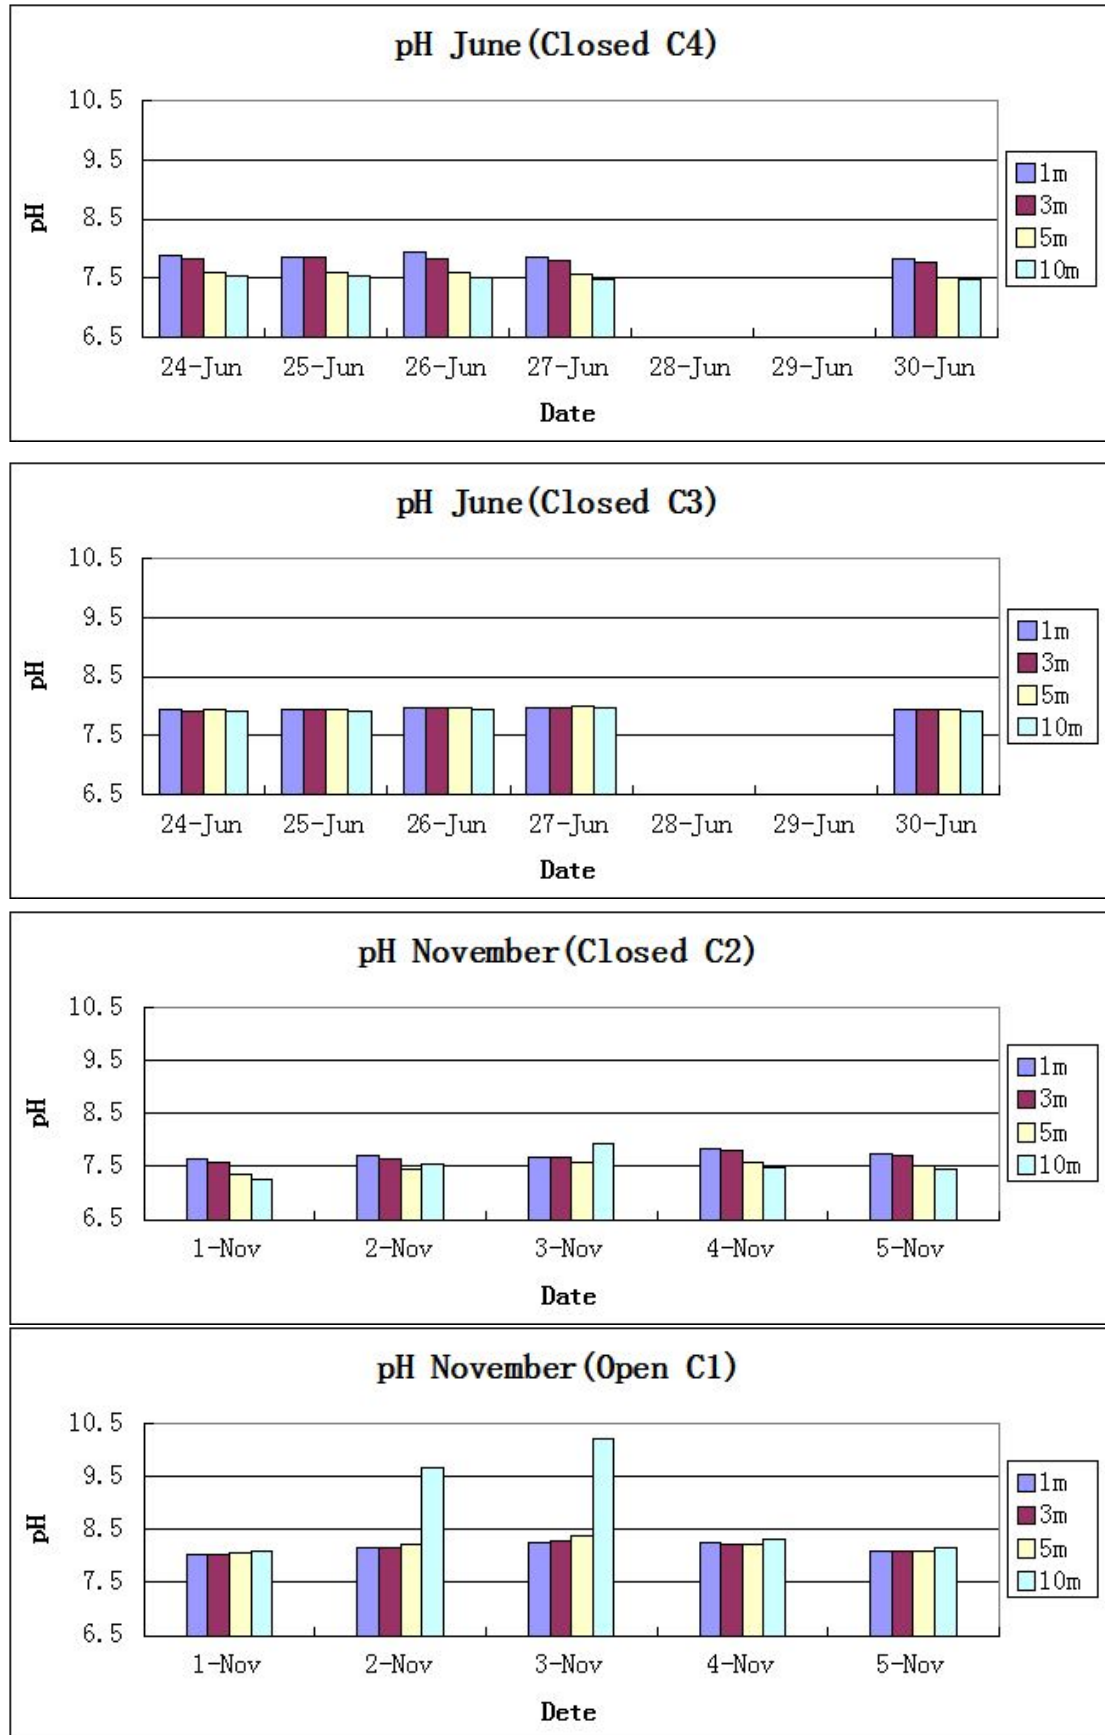 pH June(Closed C4)
10.5
9.5
8.5
7.5
6.5
pH
24-Jun 25-Jun 26-Jun 27-Jun 28-Jun 29-Jun 30-Jun
Date
1m
3m
5m
10m
pH June(Closed C3)
10.5
9.5
8.5
7.5
6.5
pH
24-Jun 25-Jun 26-Jun 27-Jun 28-Jun 29-Jun 30-Jun
Date
1m
3m
5m
10m
pH November(Closed C2)
10.5
9.5
8.5
7.5
6.5
pH
1-Nov 2-Nov 3-Nov 4-Nov 5-Nov
Date
1m
3m
5m
10m
pH November(Open C1)
10.5
9.5
8.5
7.5
6.5
pH
1-Nov 2-Nov 3-Nov 4-Nov 5-Nov
Dete
1m
3m
5m
10m